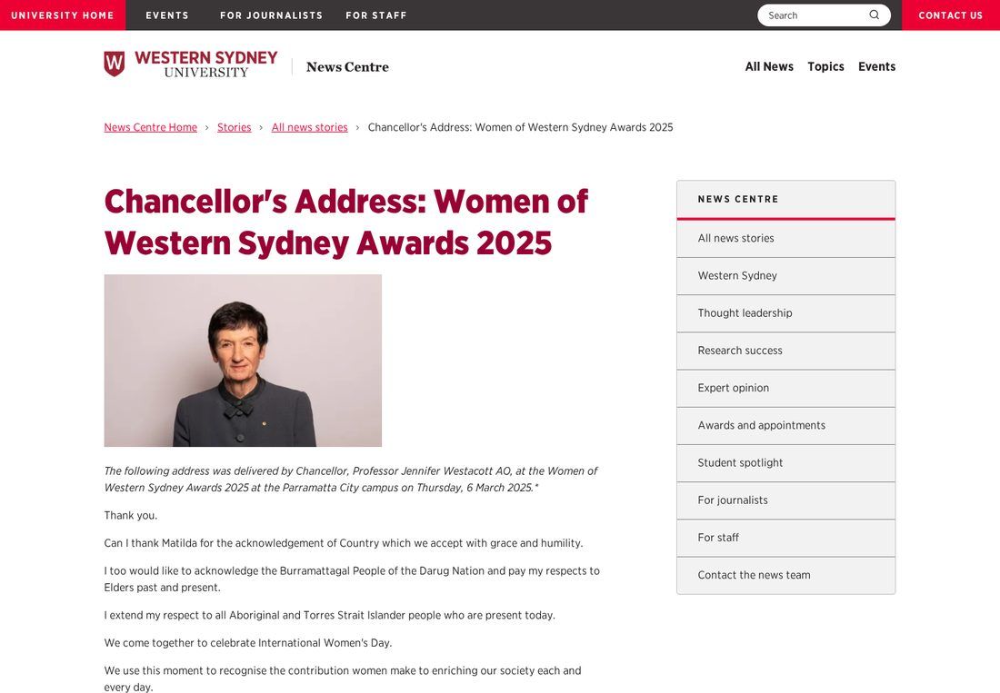 UNIVERSITY HOME
EVENTS
FOR JOURNALISTS
FOR STAFF
Search
CONTACT US
W
WESTERN SYDNEY
UNIVERSITY
News Centre
All News
Topics
Events
News Centre Home › Stories › All news stories › Chancellor's Address: Women of Western Sydney Awards 2025
Chancellor's Address: Women of
Western Sydney Awards 2025
The following address was delivered by Chancellor, Professor Jennifer Westacott AO, at the Women of
Western Sydney Awards 2025 at the Parramatta City campus on Thursday, 6 March 2025.*
Thank you.
Can I thank Matilda for the acknowledgement of Country which we accept with grace and humility.
I too would like to acknowledge the Burramattagal People of the Darug Nation and pay my respects to
Elders past and present.
I extend my respect to all Aboriginal and Torres Strait Islander people who are present today.
We come together to celebrate International Women's Day.
We use this moment to recognise the contribution women make to enriching our society each and
every day.
NEWS CENTRE
All news stories
Western Sydney
Thought leadership
Research success
Expert opinion
Awards and appointments
Student spotlight
For journalists
For staff
Contact the news team